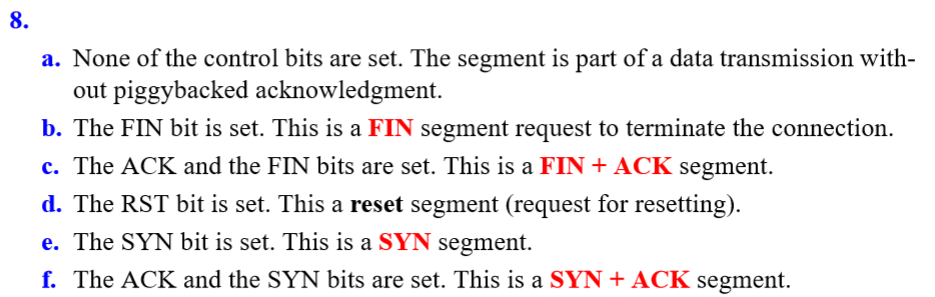 8.
a. None of the control bits are set. The segment is part of a data transmission with-
out piggybacked acknowledgment.
b. The FIN bit is set. This is a FIN segment request to terminate the connection.
c. The ACK and the FIN bits are set. This is a FIN + ACK segment.
d. The RST bit is set. This a reset segment (request for resetting).
e. The SYN bit is set. This is a SYN segment.
f. The ACK and the SYN bits are set. This is a SYN + ACK segment.